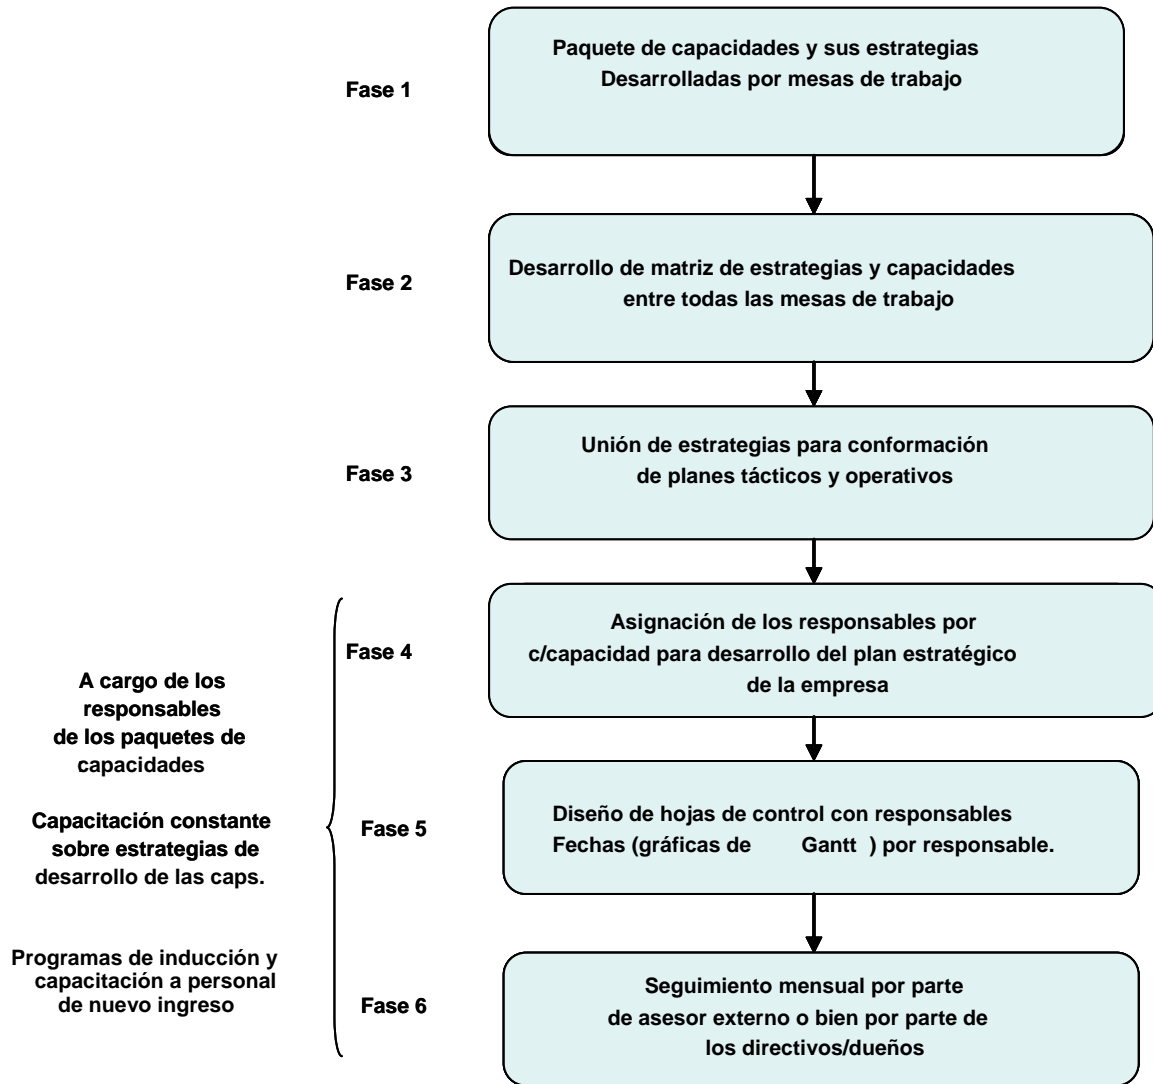 Fase 1
Paquete de capacidades y sus estrategias
Desarrolladas por mesas de trabajo
Fase 2
Desarrollo de matriz de estrategias y capacidades
entre todas las mesas de trabajo
Fase 3
Unión de estrategias para conformación
de planes tácticos y operativos
A cargo de los
responsables
de los paquetes de
capacidades
Capacitación constante
sobre estrategias de
desarrollo de las caps.
Programas de inducción y
capacitación a personal
de nuevo ingreso
Fase 4
Asignación de los responsables por
c/capacidad para desarrollo del plan estratégico
de la empresa
Fase 5
Diseño de hojas de control con responsables
Fechas (gráficas de Gantt ) por responsable.
Fase 6
Seguimiento mensual por parte
de asesor externo o bien por parte de
los directivos/dueños